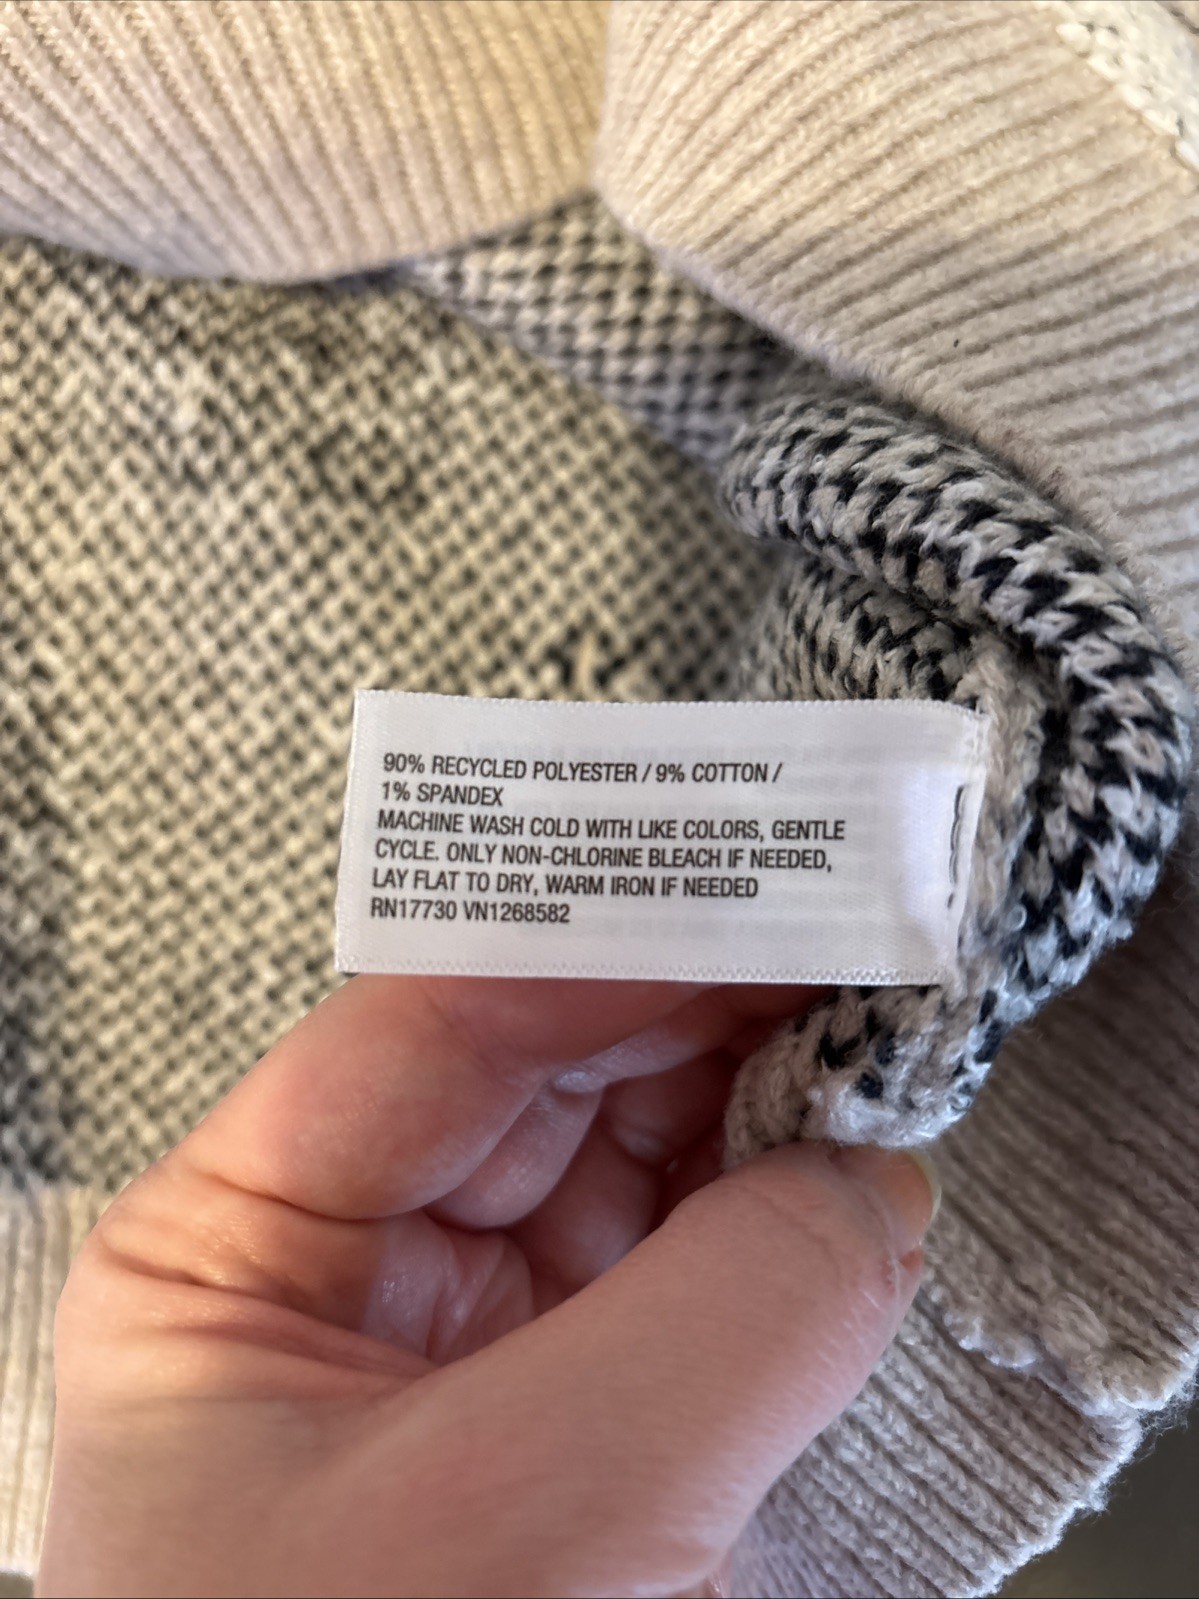 90% RECYCLED POLYESTER / 9% COTTON /
1% SPANDEX
MACHINE WASH COLD WITH LIKE COLORS, GENTLE
CYCLE. ONLY NON-CHLORINE BLEACH IF NEEDED,
LAY FLAT TO DRY, WARM IRON IF NEEDED
RN17730 VN1268582